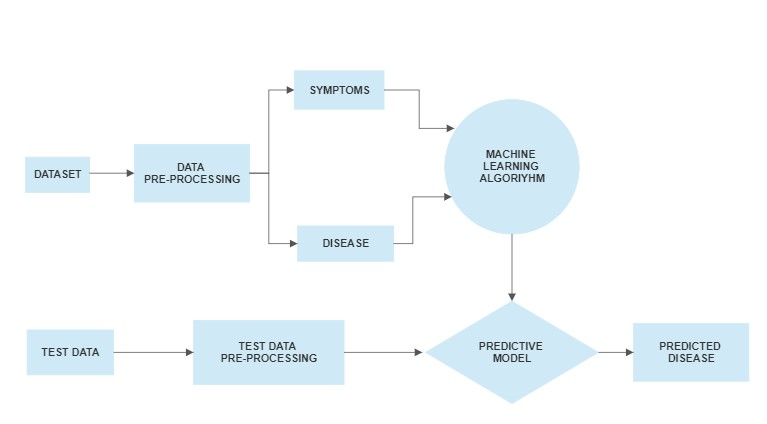 SYMPTOMS
MACHINE
LEARNING
ALGORIYHM
DATA
PRE-PROCESSING
DATASET
DISEASE
TEST DATA
TEST DATA
PRE-PROCESSING
PREDICTIVE
MODEL
PREDICTED
DISEASE